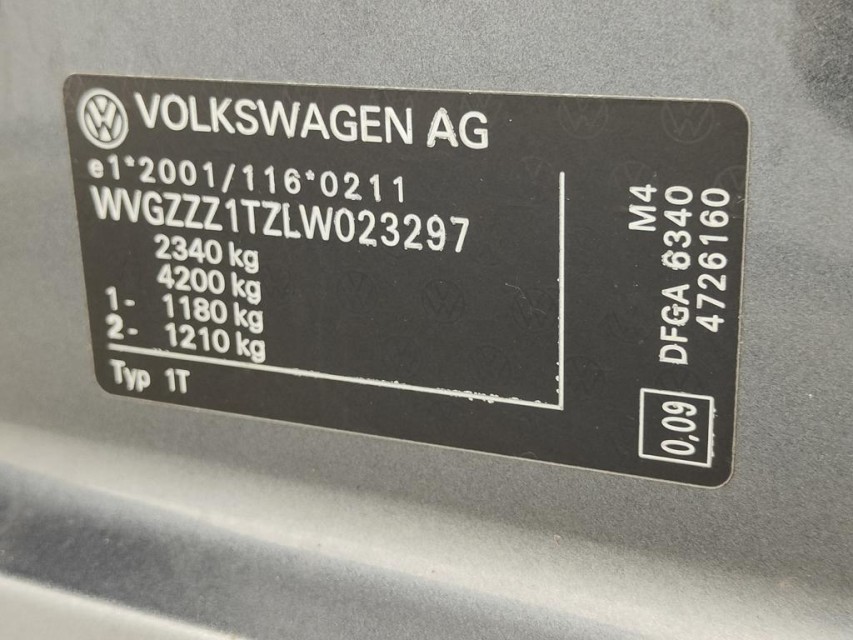 VOLKSWAGEN AG
e1*2001/116*0211
WVGZZZ1TZLW023297
2340 kg
4200 kg
1- 1180 kg
2- 1210 kg
Typ 1T
M4
DFGA 6340
4726160
0,09